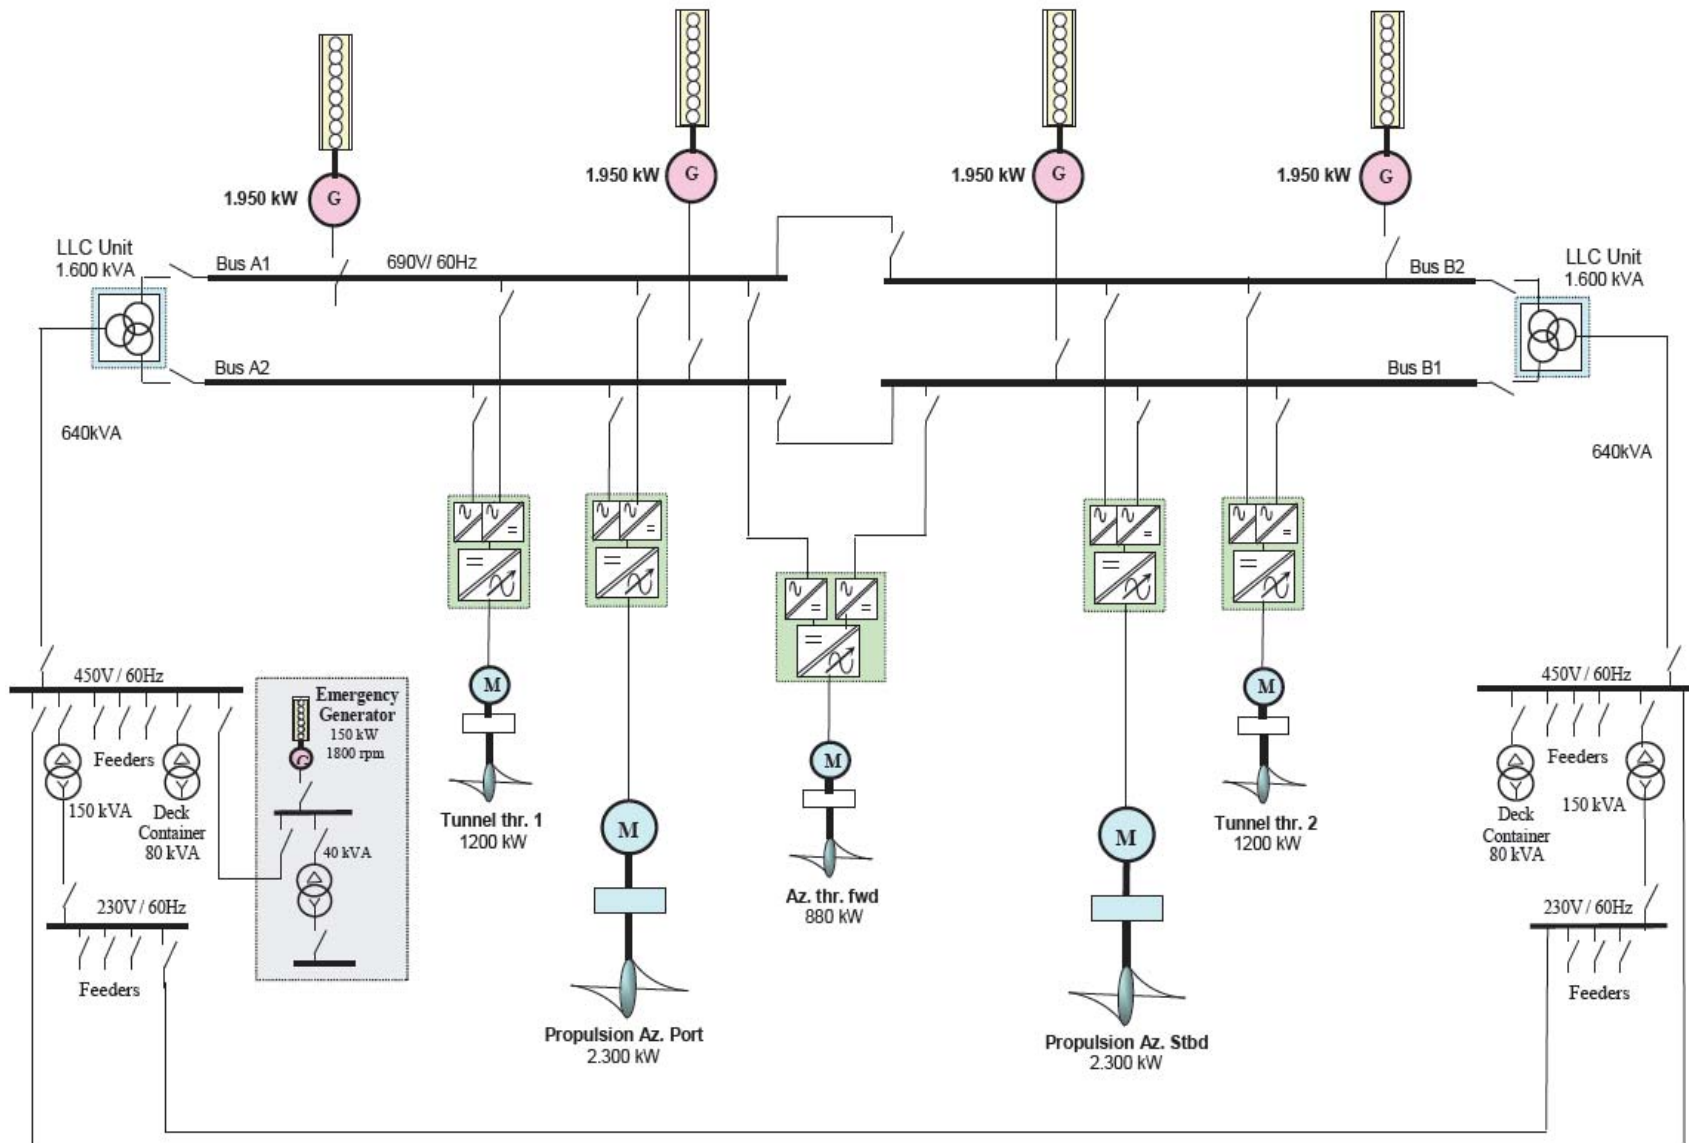 1.950 kW
G
1.950 kW
G
1.950 kW
G
1.950 kW
G
LLC Unit
1.600 kVA
Bus A1
690V/ 60Hz
Bus B2
LLC Unit
1.600 kVA
Bus A2
Bus B1
640kVA
640kVA
450V / 60Hz
Feeders
150 kVA
Deck
Container
80 kVA
Emergency
Generator
150 kW
1800 rpm
G
40 kVA
230V / 60Hz
Feeders
M
Tunnel thr. 1
1200 kW
M
Propulsion Az. Port
2.300 kW
M
Az. thr. fwd
880 kW
M
Propulsion Az. Stbd
2.300 kW
M
Tunnel thr. 2
1200 kW
450V / 60Hz
Feeders
150 kVA
Deck
Container
80 kVA
230V / 60Hz
Feeders